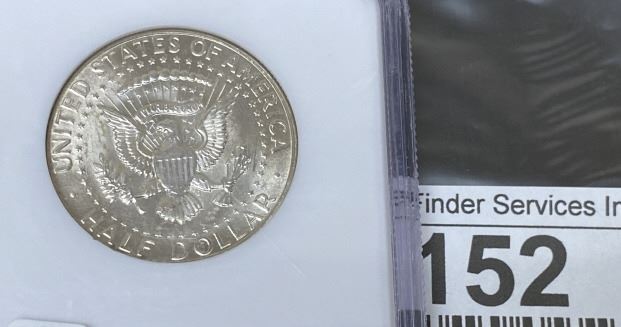 UNITED STATES OF AMERICA
HALF DOLLAR
Finder Services In
152